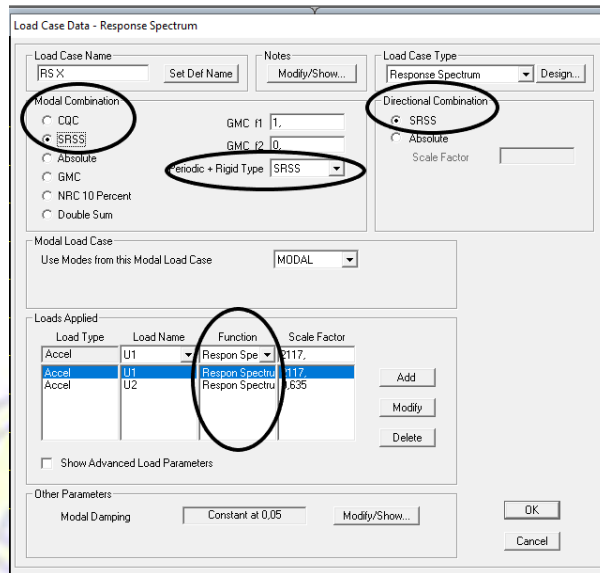 Load Case Data - Response Spectrum
Load Case Name
RS X
Set Def Name
Notes
Modify/Show...
Load Case Type
Response Spectrum
Design...
Modal Combination
CQC
SRSS
Absolute
GMC
NRC 10 Percent
Double Sum
GMC f1 1,
GMC f2 0,
Periodic + Rigid Type SRSS
Directional Combination
SRSS
Absolute
Scale Factor
Modal Load Case
Use Modes from this Modal Load Case MODAL
Loads Applied
Load Type Load Name Function Scale Factor
Accel U1 Respon Spe 2117,
Accel U1 Respon Spectru 2117,
Accel U2 Respon Spectru ,635
Add
Modify
Delete
Show Advanced Load Parameters
Other Parameters
Modal Damping Constant at 0,05 Modify/Show...
OK
Cancel